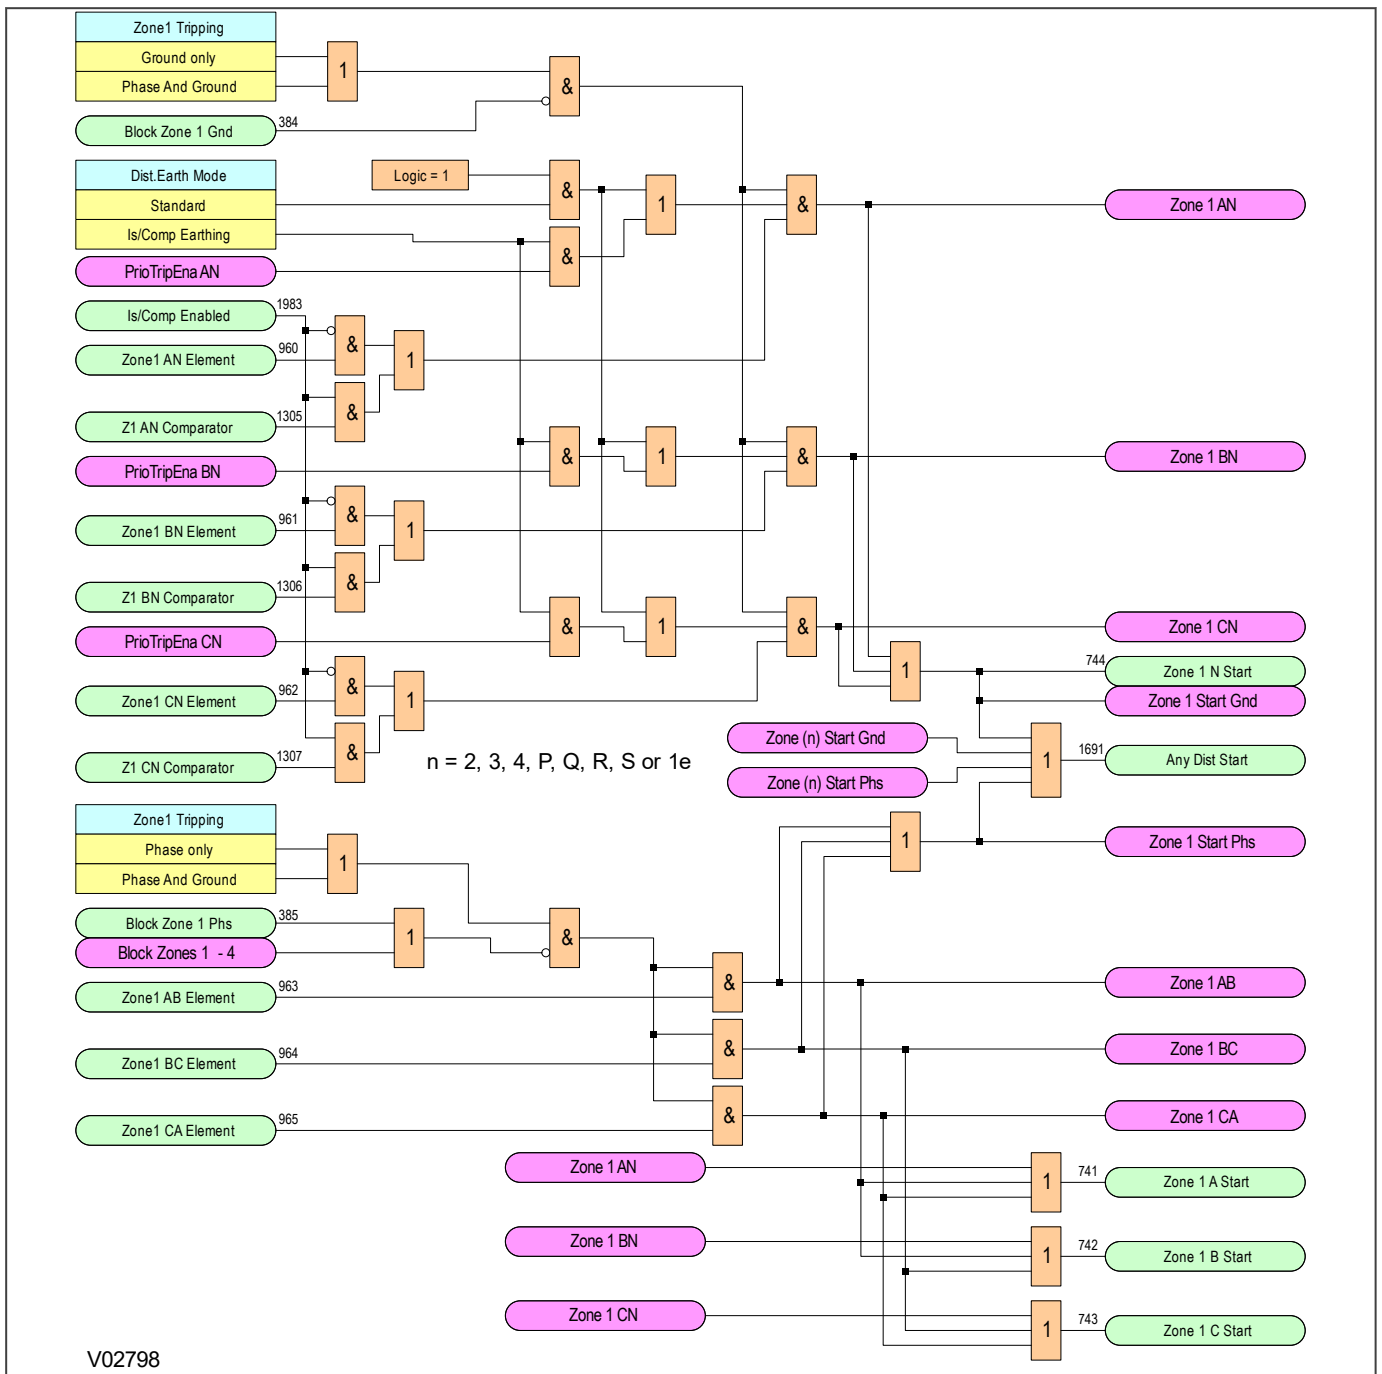 Zone1 Tripping
Ground only
1
Phase And Ground
&
Block Zone 1 Gnd
384
Dist.Earth Mode
Logic = 1
&
Standard
1
&
Zone 1 AN
Is/Comp Earthing
&
PrioTripEna AN
Is/Comp Enabled
1983
&
Zone1 AN Element
960
1
&
Z1 AN Comparator
1305
PrioTripEna BN
&
1
&
Zone 1 BN
&
Zone1 BN Element
961
1
&
Z1 BN Comparator
1306
PrioTripEna CN
&
1
&
Zone 1 CN
&
1
744
Zone 1 N Start
Zone1 CN Element
962
1
Zone 1 Start Gnd
&
Zone (n) Start Gnd
Z1 CN Comparator
1307
n = 2, 3, 4, P, Q, R, S or 1e
1
1691
Any Dist Start
Zone (n) Start Phs
Zone1 Tripping
Phase only
1
1
Zone 1 Start Phs
Phase And Ground
Block Zone 1 Phs
385
1
&
Block Zones 1 - 4
Zone1 AB Element
963
&
Zone 1 AB
Zone1 BC Element
964
&
Zone 1 BC
Zone1 CA Element
965
&
Zone 1 CA
Zone 1 AN
1
741
Zone 1 A Start
Zone 1 BN
1
742
Zone 1 B Start
Zone 1 CN
1
743
Zone 1 C Start
V02798